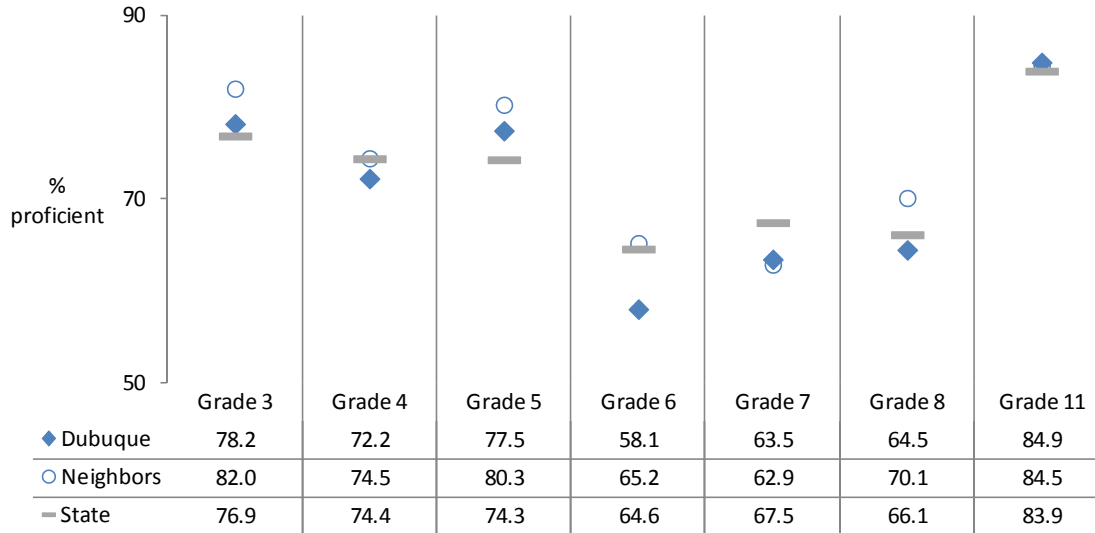 90
%
proficient
70
50
Grade 3 Grade 4 Grade 5 Grade 6 Grade 7 Grade 8 Grade 11
Dubuque 78.2 72.2 77.5 58.1 63.5 64.5 84.9
Neighbors 82.0 74.5 80.3 65.2 62.9 70.1 84.5
State 76.9 74.4 74.3 64.6 67.5 66.1 83.9